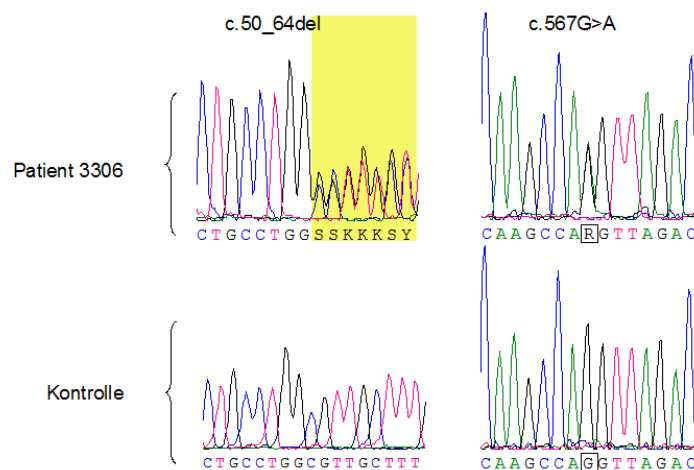 c.50_64del
c.567G>A
Patient 3306
CTGCCTGGSSKKKSY
CAAGCCARGTTAGAC
Kontrolle
CTGCCTGGCGTTGCTTT
CAAGCCAGGTTAGAC